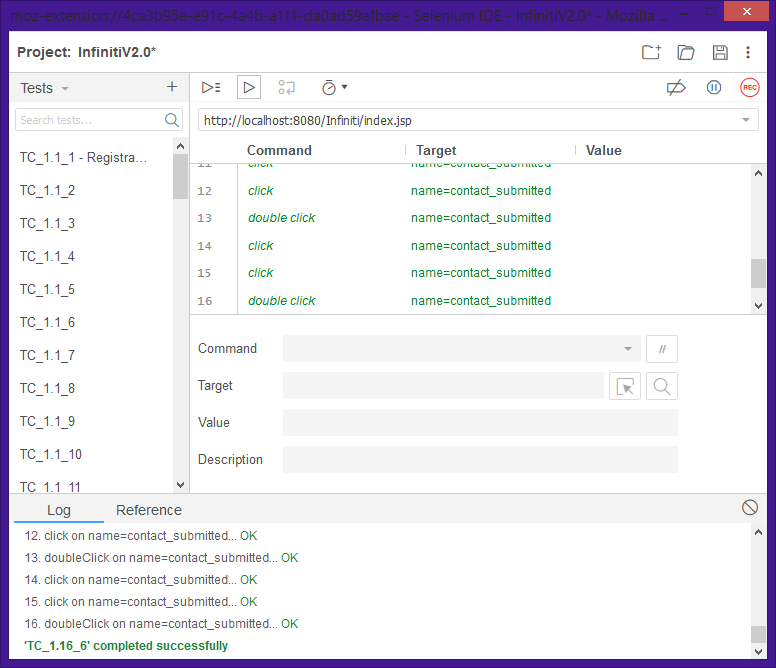 moz-extension://4ca3b95e-e91c-4a4b-a1f1-da0ad59afbae - Selenium IDE - InfinitiV2.0* - Mozilla ...
Project: InfinitiV2.0*
Tests
Search tests...
TC_1.1_1 - Registra...
TC_1.1_2
TC_1.1_3
TC_1.1_4
TC_1.1_5
TC_1.1_6
TC_1.1_7
TC_1.1_8
TC_1.1_9
TC_1.1_10
TC_1.1_11
REC
http://localhost:8080/Infiniti/index.jsp
Command Target Value
11 click name=contact_submitted
12 click name=contact_submitted
13 double click name=contact_submitted
14 click name=contact_submitted
15 click name=contact_submitted
16 double click name=contact_submitted
Command //
Target
Value
Description
Log Reference
12. click on name=contact_submitted... OK
13. doubleClick on name=contact_submitted... OK
14. click on name=contact_submitted... OK
15. click on name=contact_submitted... OK
16. doubleClick on name=contact_submitted... OK
'TC_1.16_6' completed successfully